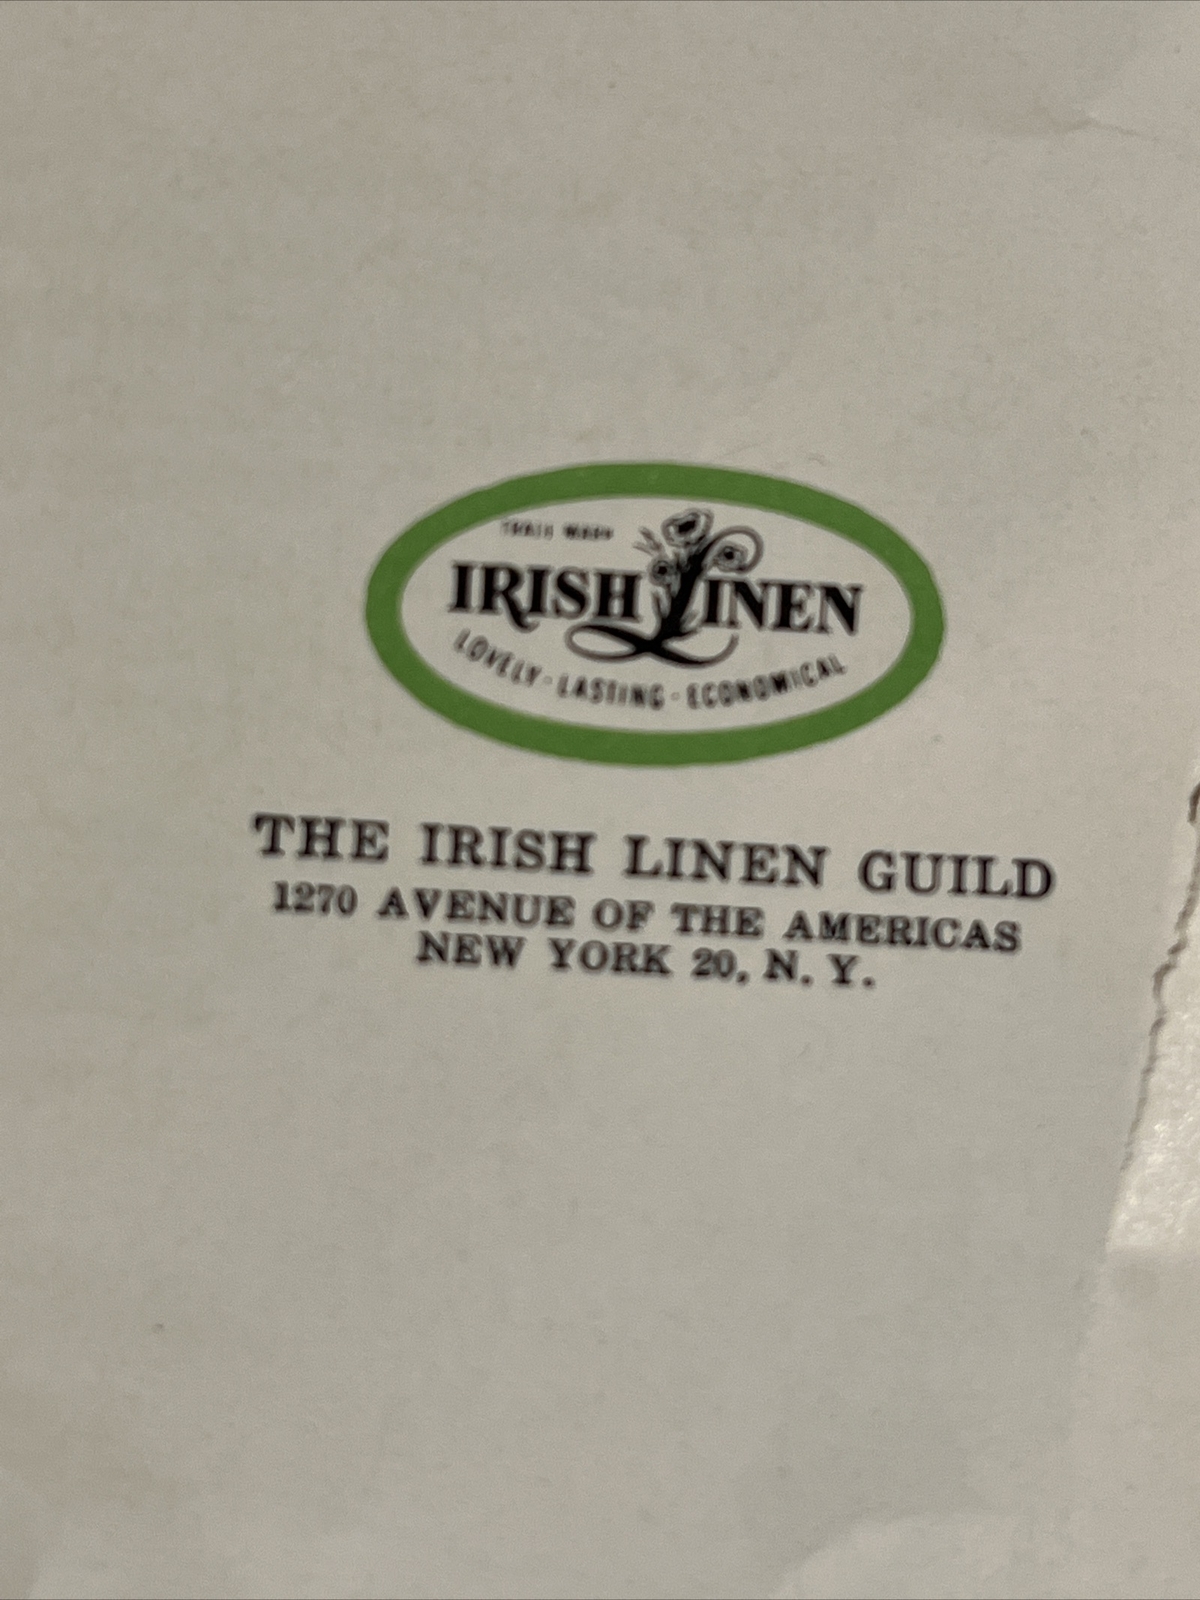 TRADE MARK
IRISH LINEN
LOVELY · LASTING · ECONOMICAL
THE IRISH LINEN GUILD
1270 AVENUE OF THE AMERICAS
NEW YORK 20, N. Y.